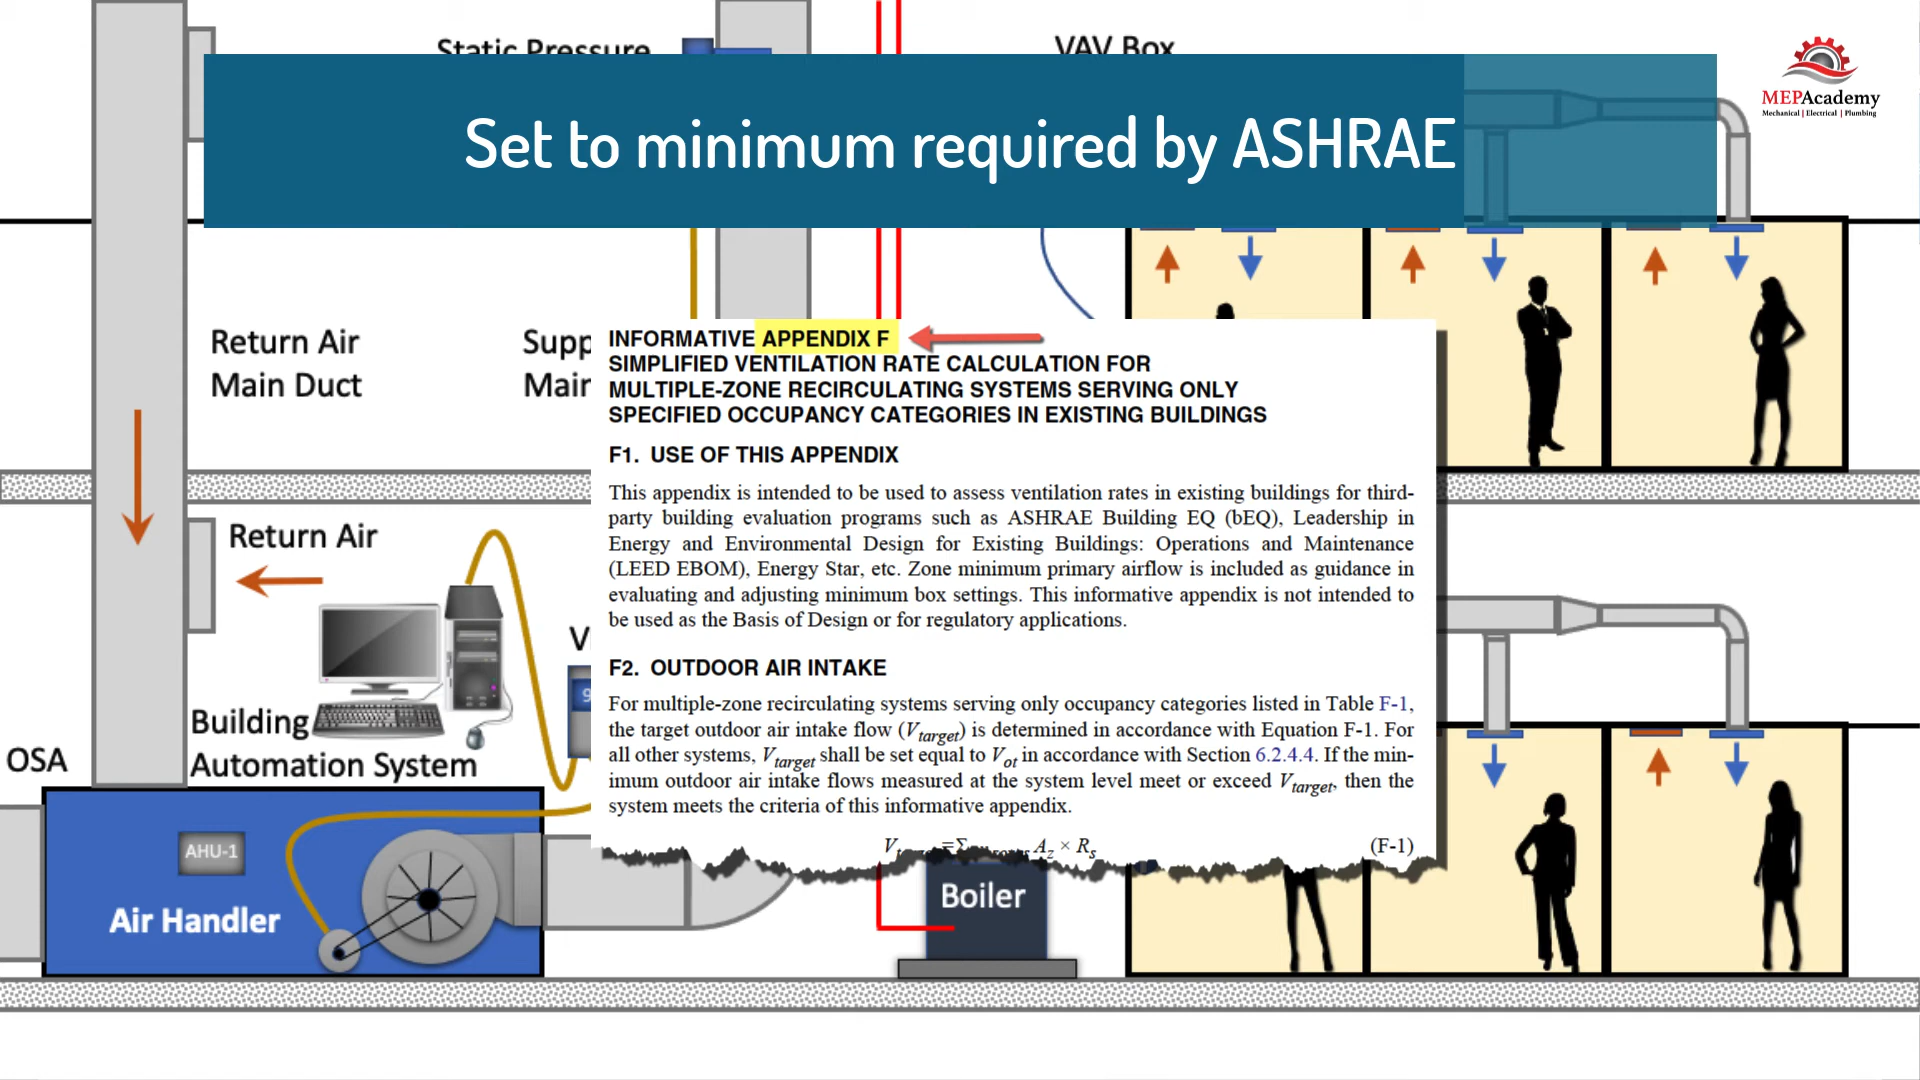 Static Pressure
VAV Box
MEPAcademy
Mechanical | Electrical | Plumbing
Set to minimum required by ASHRAE
Return Air
Main Duct
INFORMATIVE APPENDIX F
SIMPLIFIED VENTILATION RATE CALCULATION FOR
MULTIPLE-ZONE RECIRCULATING SYSTEMS SERVING ONLY
SPECIFIED OCCUPANCY CATEGORIES IN EXISTING BUILDINGS
F1. USE OF THIS APPENDIX
This appendix is intended to be used to assess ventilation rates in existing buildings for third-
party building evaluation programs such as ASHRAE Building EQ (bEQ), Leadership in
Energy and Environmental Design for Existing Buildings: Operations and Maintenance
(LEED EBOM), Energy Star, etc. Zone minimum primary airflow is included as guidance in
evaluating and adjusting minimum box settings. This informative appendix is not intended to
be used as the Basis of Design or for regulatory applications.
F2. OUTDOOR AIR INTAKE
For multiple-zone recirculating systems serving only occupancy categories listed in Table F-1,
the target outdoor air intake flow (Vtarget) is determined in accordance with Equation F-1. For
all other systems, Vtarget shall be set equal to Vot in accordance with Section 6.2.4.4. If the min-
imum outdoor air intake flows measured at the system level meet or exceed Vtarget, then the
system meets the criteria of this informative appendix.
Az × Rs (F-1)
Return Air
Building
Automation System
OSA
AHU-1
Air Handler
Boiler